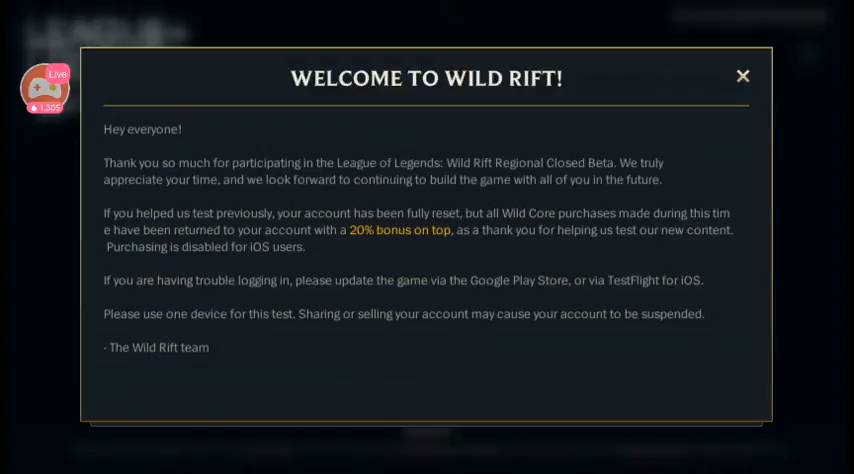 LEAGUE+
Live
1,305
WELCOME TO WILD RIFT!
Hey everyone!
Thank you so much for participating in the League of Legends: Wild Rift Regional Closed Beta. We truly
appreciate your time, and we look forward to continuing to build the game with all of you in the future.
If you helped us test previously, your account has been fully reset, but all Wild Core purchases made during this tim
e have been returned to your account with a 20% bonus on top, as a thank you for helping us test our new content.
Purchasing is disabled for iOS users.
If you are having trouble logging in, please update the game via the Google Play Store, or via TestFlight for iOS.
Please use one device for this test. Sharing or selling your account may cause your account to be suspended.
- The Wild Rift team